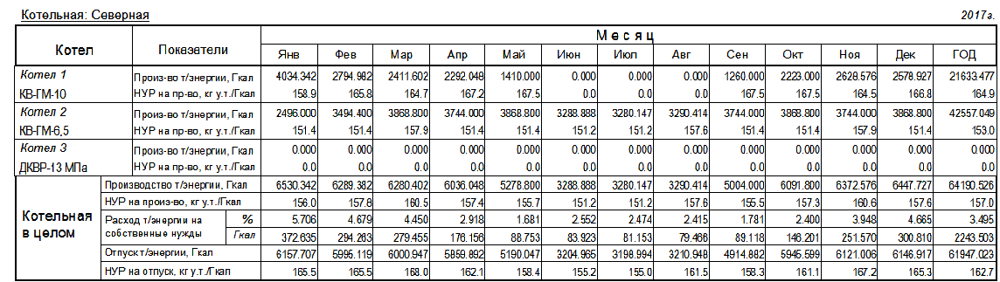 Котельная: Северная 2017г.
Котел Показатели Месяц
Янв Фев Мар Апр Май Июн Июл Авг Сен Окт Ноя Дек ГОД
Котел 1 Произ-во т/энергии, Гкал 4034.342 2794.982 2411.602 2292.048 1410.000 0.000 0.000 0.000 1260.000 2223.000 2628.576 2578.927 21633.477
КВ-ГМ-10 НУР на пр-во, кг у.т./Гкал 158.9 165.8 164.7 167.2 167.5 0.0 0.0 0.0 167.5 167.5 164.5 166.8 164.9
Котел 2 Произ-во т/энергии, Гкал 2496.000 3494.400 3868.800 3744.000 3868.800 3288.888 3280.147 3290.414 3744.000 3868.800 3744.000 3868.800 42557.049
КВ-ГМ-6,5 НУР на пр-во, кг у.т./Гкал 151.4 151.4 157.9 151.4 151.4 151.2 151.2 157.6 151.4 151.4 157.9 151.4 153.0
Котел 3 Произ-во т/энергии, Гкал 0.000 0.000 0.000 0.000 0.000 0.000 0.000 0.000 0.000 0.000 0.000 0.000 0.000
ДКВР-13 МПа НУР на пр-во, кг у.т./Гкал 0.0 0.0 0.0 0.0 0.0 0.0 0.0 0.0 0.0 0.0 0.0 0.0 0.0
Котельная в целом Производство т/энергии, Гкал 6530.342 6289.382 6280.402 6036.048 5278.800 3288.888 3280.147 3290.414 5004.000 6091.800 6372.576 6447.727 64190.526
НУР на произ-во, кг у.т./Гкал 156.0 157.8 160.5 157.4 155.7 151.2 151.2 157.6 155.5 157.3 160.6 157.6 157.0
Расход т/энергии на собственные нужды % 5.706 4.679 4.450 2.918 1.681 2.552 2.474 2.415 1.781 2.400 3.948 4.665 3.495
Гкал 372.635 294.263 279.455 176.156 88.753 83.923 81.153 79.466 89.118 146.201 251.570 300.810 2243.503
Отпуск т/энергии, Гкал 6157.707 5995.119 6000.947 5859.892 5190.047 3204.965 3198.994 3210.948 4914.882 5945.599 6121.006 6146.917 61947.023
НУР на отпуск, кг у.т./Гкал 165.5 165.5 168.0 162.1 158.4 155.2 155.0 161.5 158.3 161.1 167.2 165.3 162.7